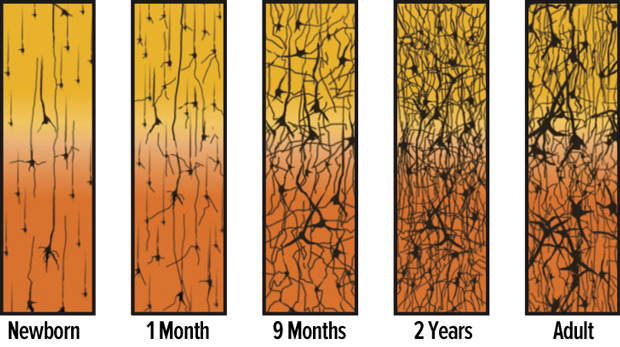 Newborn
1 Month
9 Months
2 Years
Adult